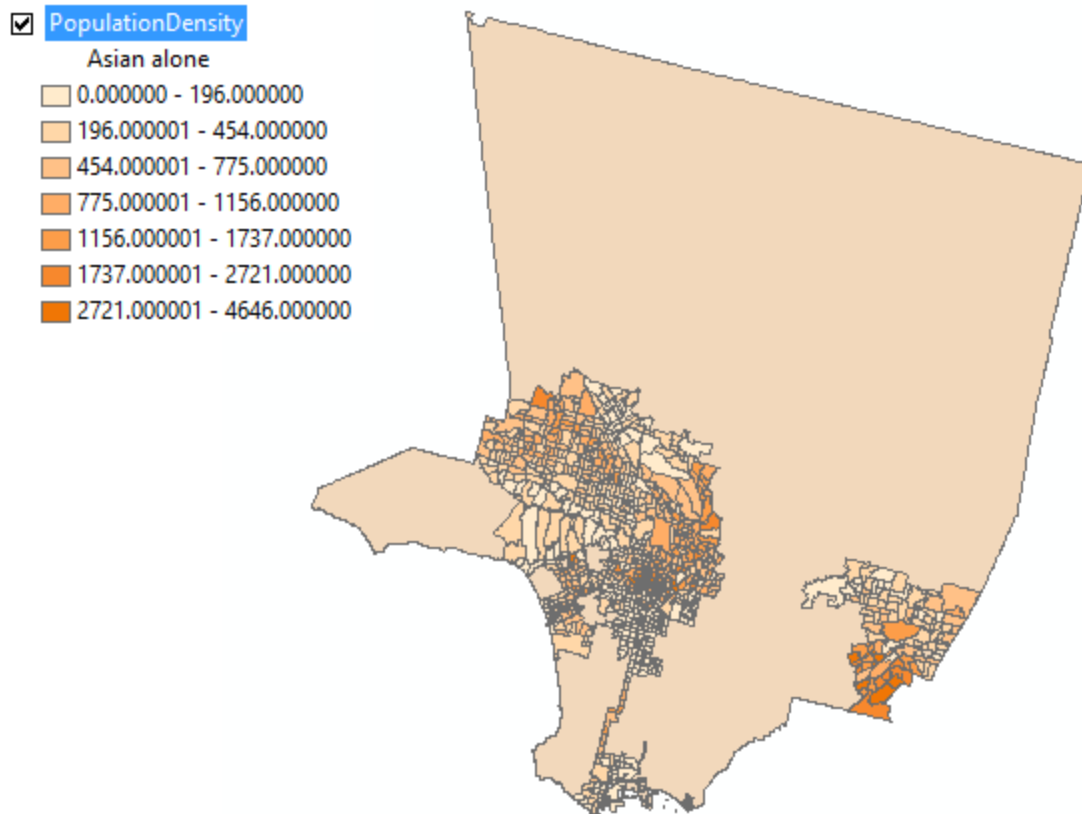 PopulationDensity
Asian alone
0.000000 - 196.000000
196.000001 - 454.000000
454.000001 - 775.000000
775.000001 - 1156.000000
1156.000001 - 1737.000000
1737.000001 - 2721.000000
2721.000001 - 4646.000000